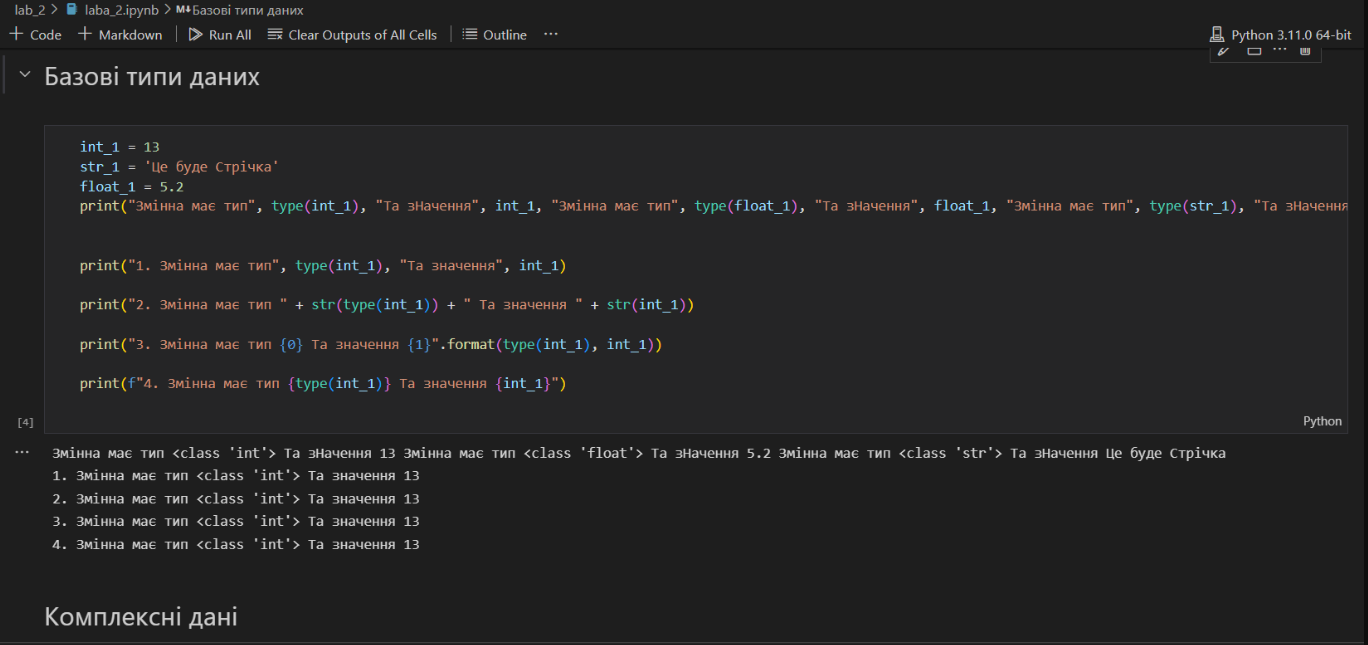 lab_2 > laba_2.ipynb > M↓Базові типи даних
+ Code + Markdown Run All Clear Outputs of All Cells Outline ... Python 3.11.0 64-bit
Базові типи даних
int_1 = 13
str_1 = 'Це буде Стрічка'
float_1 = 5.2
print("Змінна має тип", type(int_1), "Та зНачення", int_1, "Змінна має тип", type(float_1), "Та зНачення", float_1, "Змінна має тип", type(str_1), "Та зНачення
print("1. Змінна має тип", type(int_1), "Та значення", int_1)
print("2. Змінна має тип " + str(type(int_1)) + " Та значення " + str(int_1))
print("3. Змінна має тип {0} Та значення {1}".format(type(int_1), int_1))
print(f"4. Змінна має тип {type(int_1)} Та значення {int_1}")
[4] Python
... Змінна має тип <class 'int'> Та зНачення 13 Змінна має тип <class 'float'> Та зНачення 5.2 Змінна має тип <class 'str'> Та зНачення Це буде Стрічка
1. Змінна має тип <class 'int'> Та значення 13
2. Змінна має тип <class 'int'> Та значення 13
3. Змінна має тип <class 'int'> Та значення 13
4. Змінна має тип <class 'int'> Та значення 13
Комплексні дані